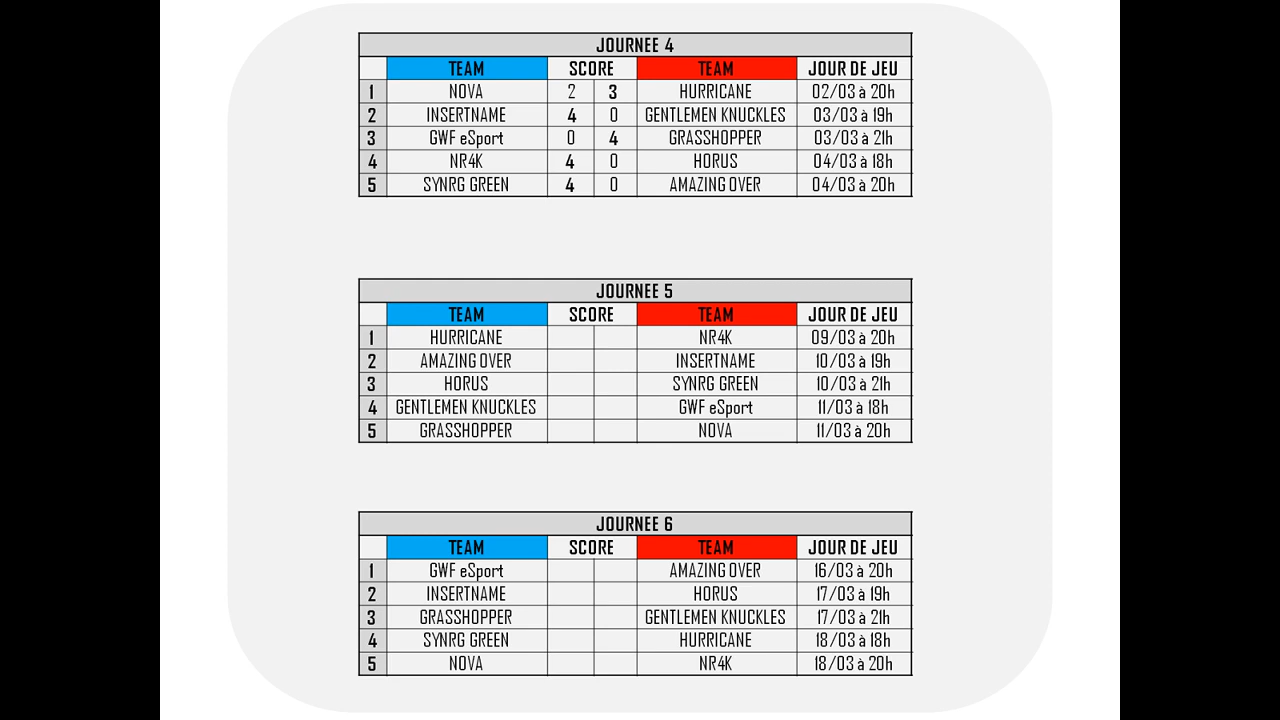 JOURNEE 4
TEAM SCORE TEAM JOUR DE JEU
1 NOVA 2 3 HURRICANE 02/03 à 20h
2 INSERTNAME 4 0 GENTLEMEN KNUCKLES 03/03 à 19h
3 GWF eSport 0 4 GRASSHOPPER 03/03 à 21h
4 NR4K 4 0 HORUS 04/03 à 18h
5 SYNRG GREEN 4 0 AMAZING OVER 04/03 à 20h
JOURNEE 5
TEAM SCORE TEAM JOUR DE JEU
1 HURRICANE NR4K 09/03 à 20h
2 AMAZING OVER INSERTNAME 10/03 à 19h
3 HORUS SYNRG GREEN 10/03 à 21h
4 GENTLEMEN KNUCKLES GWF eSport 11/03 à 18h
5 GRASSHOPPER NOVA 11/03 à 20h
JOURNEE 6
TEAM SCORE TEAM JOUR DE JEU
1 GWF eSport AMAZING OVER 16/03 à 20h
2 INSERTNAME HORUS 17/03 à 19h
3 GRASSHOPPER GENTLEMEN KNUCKLES 17/03 à 21h
4 SYNRG GREEN HURRICANE 18/03 à 18h
5 NOVA NR4K 18/03 à 20h